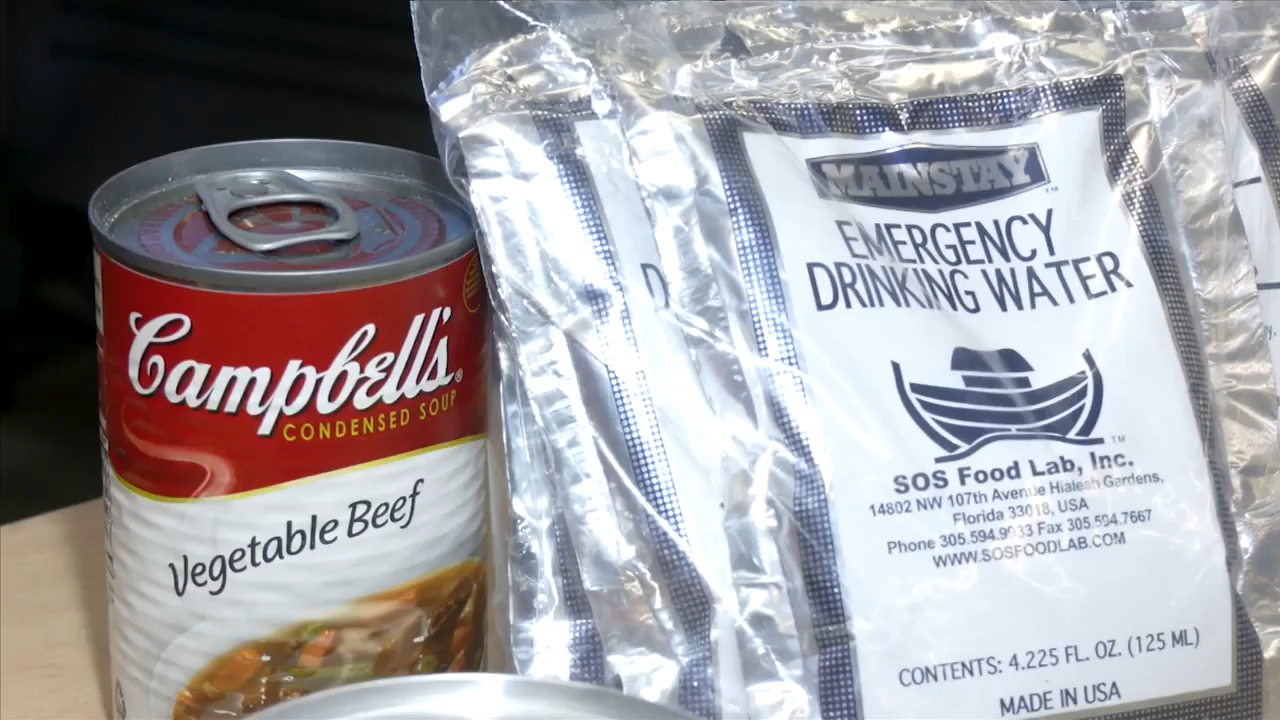 Campbell's®
CONDENSED SOUP
Vegetable Beef
D
MAINSTAY™
EMERGENCY
DRINKING WATER
TM
SOS Food Lab, Inc.
14802 NW 107th Avenue Hialeah Gardens,
Florida 33018, USA
Phone 305.594.9933 Fax 305.594.7667
WWW.SOSFOODLAB.COM
CONTENTS: 4.225 FL. OZ. (125 ML)
MADE IN USA